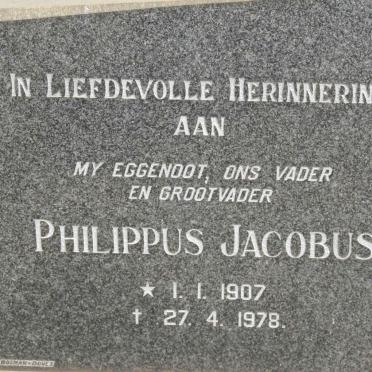 IN LIEFDEVOLLE HERINNERIN
AAN
MY EGGENOOT, ONS VADER
EN GROOTVADER
PHILIPPUS JACOBUS
★ 1. 1. 1907
† 27. 4. 1978.